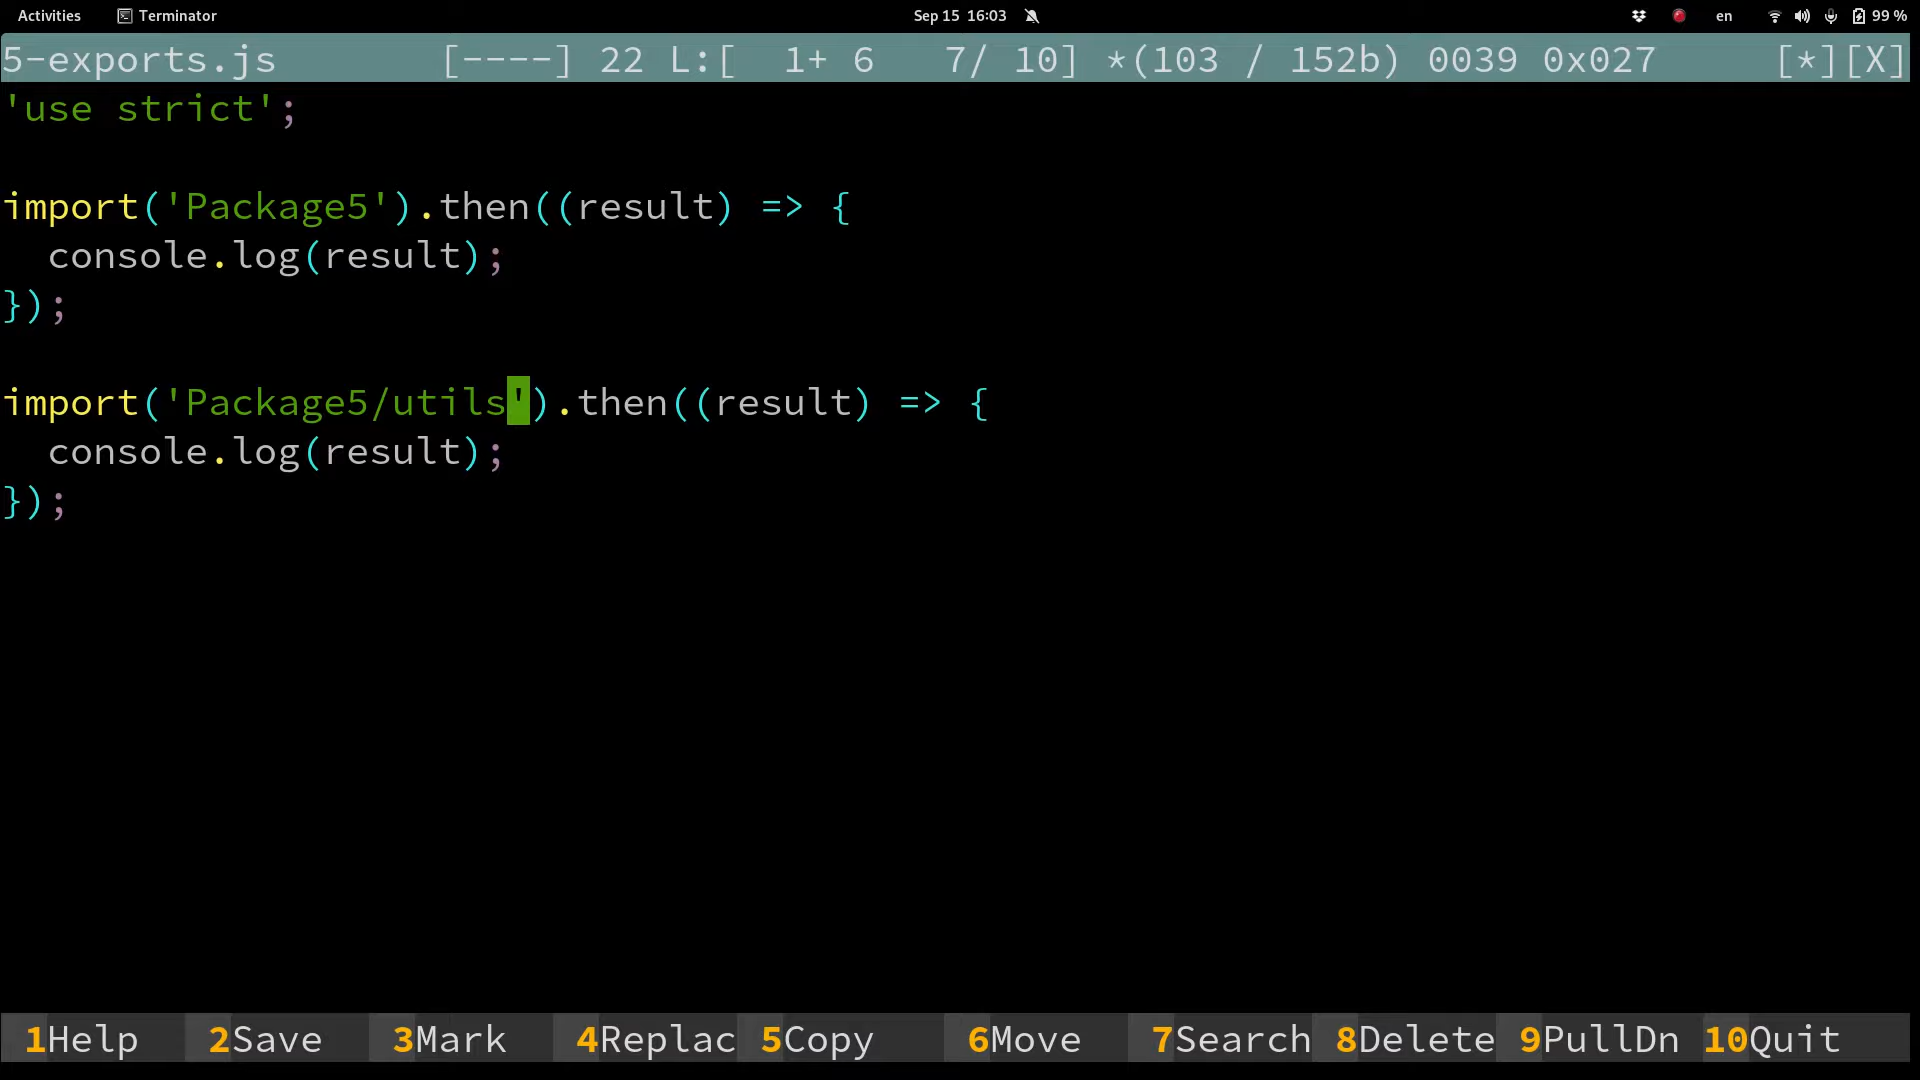 Activities Terminator Sep 15 16:03 en 99 %
5-exports.js [----] 22 L:[ 1+ 6 7/ 10] *(103 / 152b) 0039 0x027 [*][X]
'use strict';
import('Package5').then((result) => {
  console.log(result);
});
import('Package5/utils').then((result) => {
  console.log(result);
});
1Help 2Save 3Mark 4Replac 5Copy 6Move 7Search 8Delete 9PullDn 10Quit